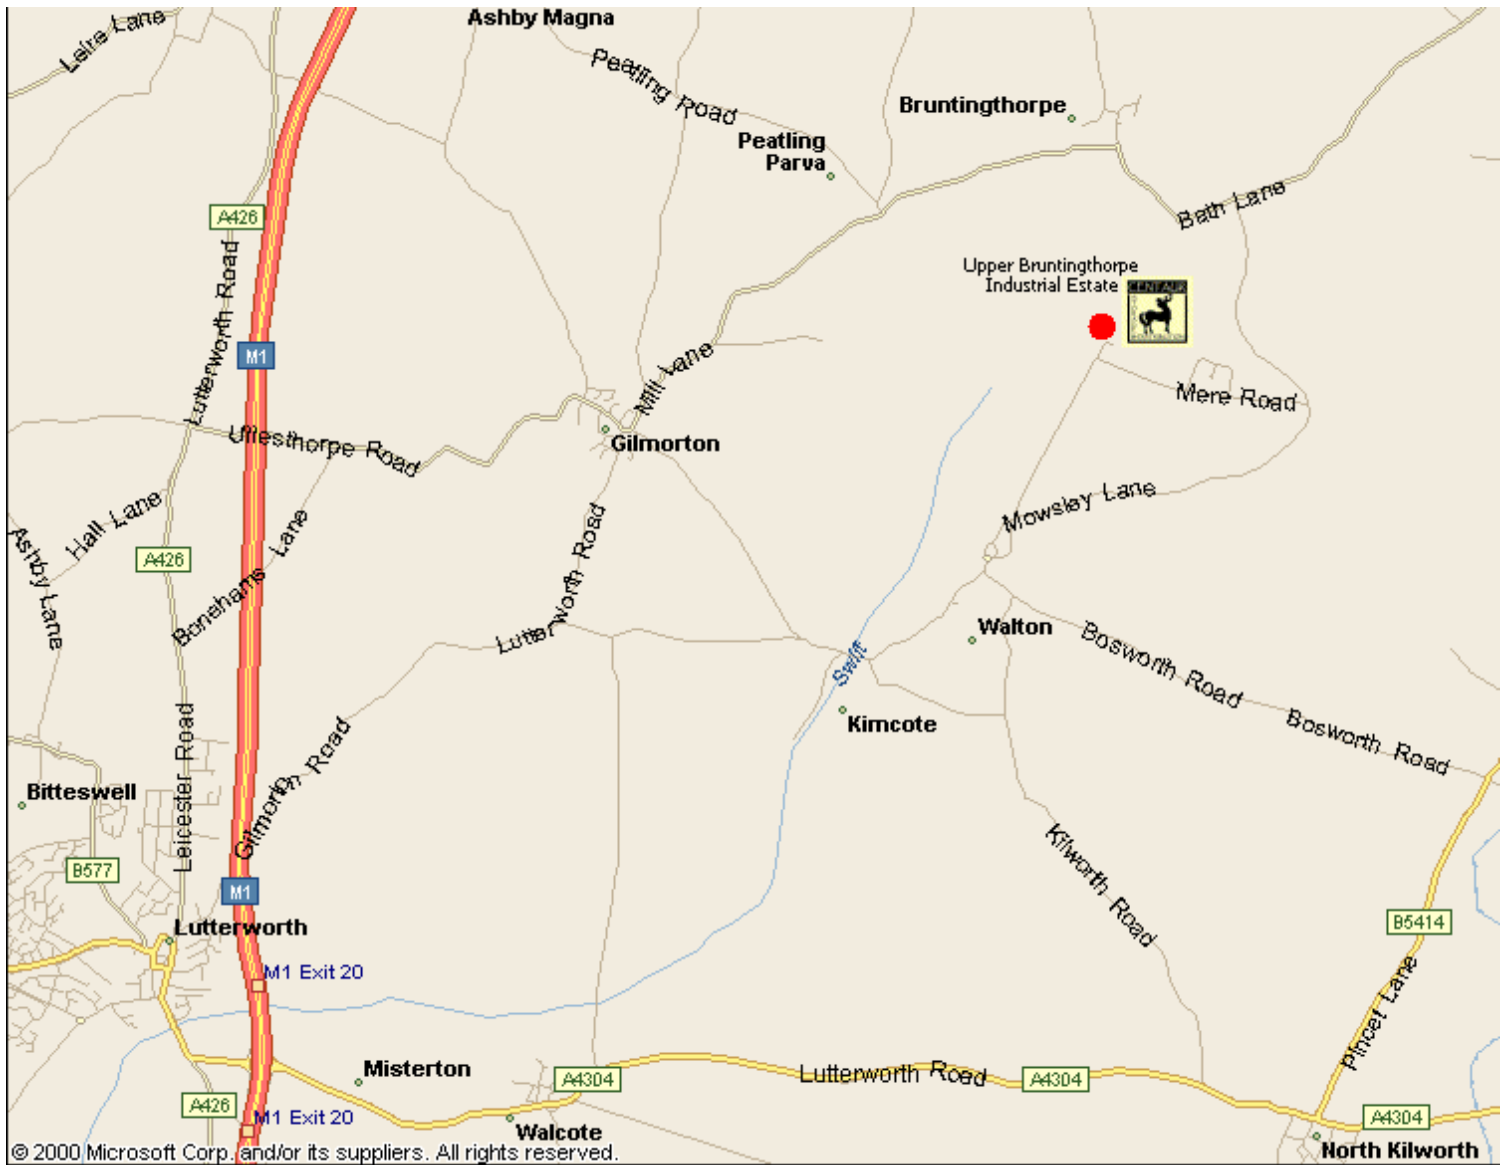 Ashby Magna
Leire Lane
Peatling Road
Bruntingthorpe
Peatling
Parva
Bath Lane
A426
Lutterworth Road
Upper Bruntingthorpe
Industrial Estate
CENTAUR
M1
Mill Lane
Mere Road
Ullesthorpe Road
Gilmorton
Mowsley Lane
Hall Lane
Ashby Lane
A426
Bonehams Lane
Lutterworth Road
Walton
Swift
Bosworth Road
Kimcote
Bosworth Road
Leicester Road
Gilmorton Road
Bitteswell
Kilworth Road
B577
M1
Lutterworth
B5414
M1 Exit 20
Pincet Lane
Misterton
A4304
Lutterworth Road
A4304
A426
M1 Exit 20
Walcote
A4304
North Kilworth
© 2000 Microsoft Corp. and/or its suppliers. All rights reserved.